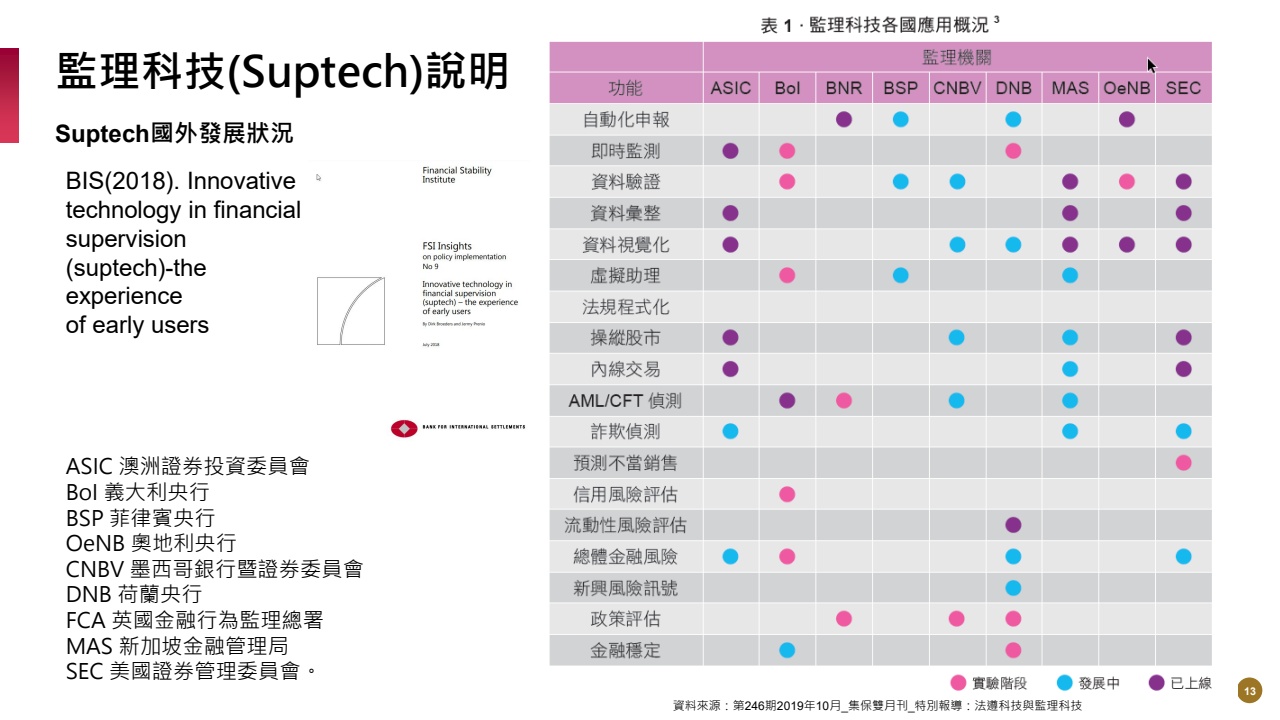 監理科技(Suptech)說明
Suptech國外發展狀況
BIS(2018). Innovative
technology in financial
supervision
(suptech)-the
experience
of early users
Financial Stability
Institute
FSI Insights
on policy implementation
No 9
Innovative technology in
financial supervision
(suptech) – the experience
of early users
By Dirk Broeders and Jermy Prenio
July 2018
BANK FOR INTERNATIONAL SETTLEMENTS
ASIC 澳洲證券投資委員會
BoI 義大利央行
BSP 菲律賓央行
OeNB 奧地利央行
CNBV 墨西哥銀行暨證券委員會
DNB 荷蘭央行
FCA 英國金融行為監理總署
MAS 新加坡金融管理局
SEC 美國證券管理委員會。
表 1 · 監理科技各國應用概況 3
監理機關
功能 ASIC BoI BNR BSP CNBV DNB MAS OeNB SEC
自動化申報
即時監測
資料驗證
資料彙整
資料視覺化
虛擬助理
法規程式化
操縱股市
內線交易
AML/CFT 偵測
詐欺偵測
預測不當銷售
信用風險評估
流動性風險評估
總體金融風險
新興風險訊號
政策評估
金融穩定
實驗階段 發展中 已上線
資料來源：第246期2019年10月_集保雙月刊_特別報導：法遵科技與監理科技
13